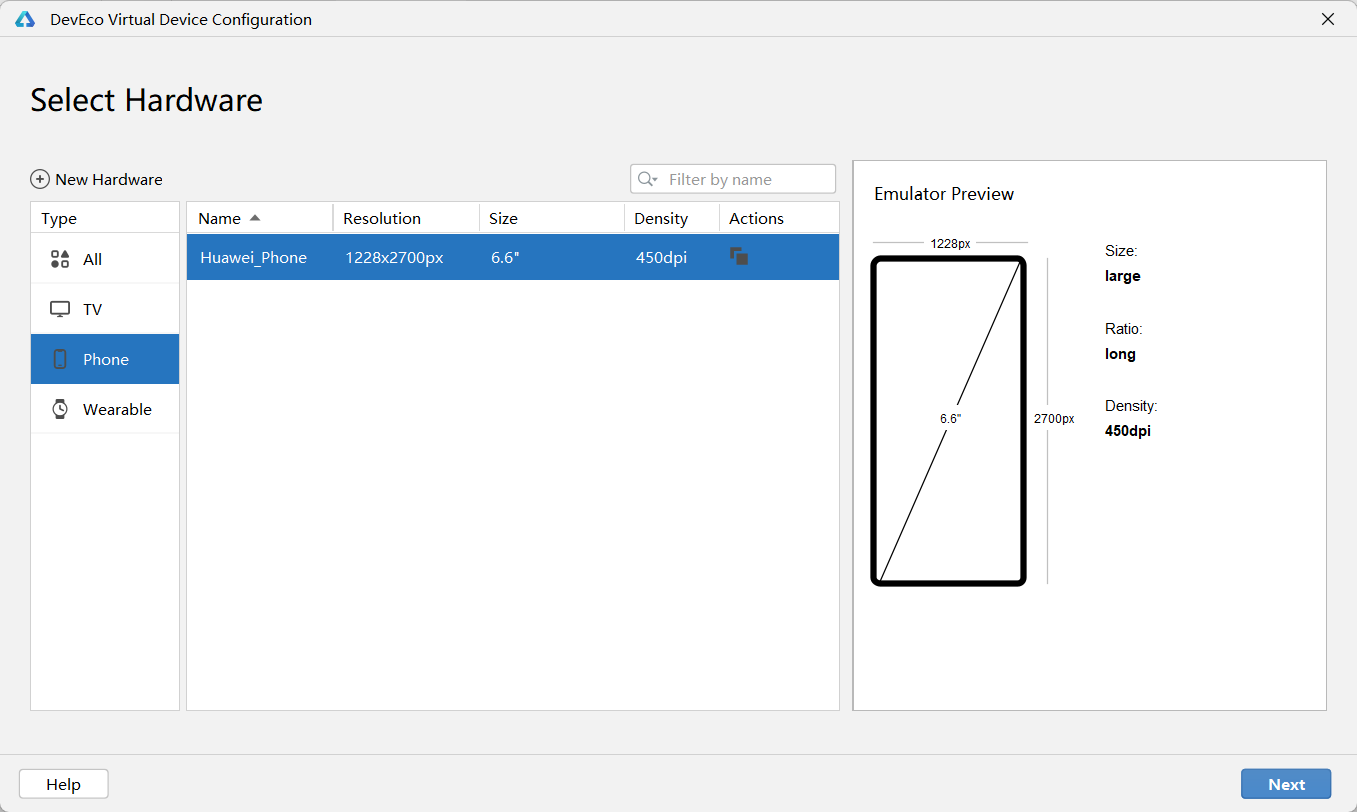 DevEco Virtual Device Configuration
Select Hardware
New Hardware
Filter by name
Type
All
TV
Phone
Wearable
Name Resolution Size Density Actions
Huawei_Phone 1228x2700px 6.6" 450dpi
Emulator Preview
1228px
6.6"
2700px
Size:
large
Ratio:
long
Density:
450dpi
Help
Next